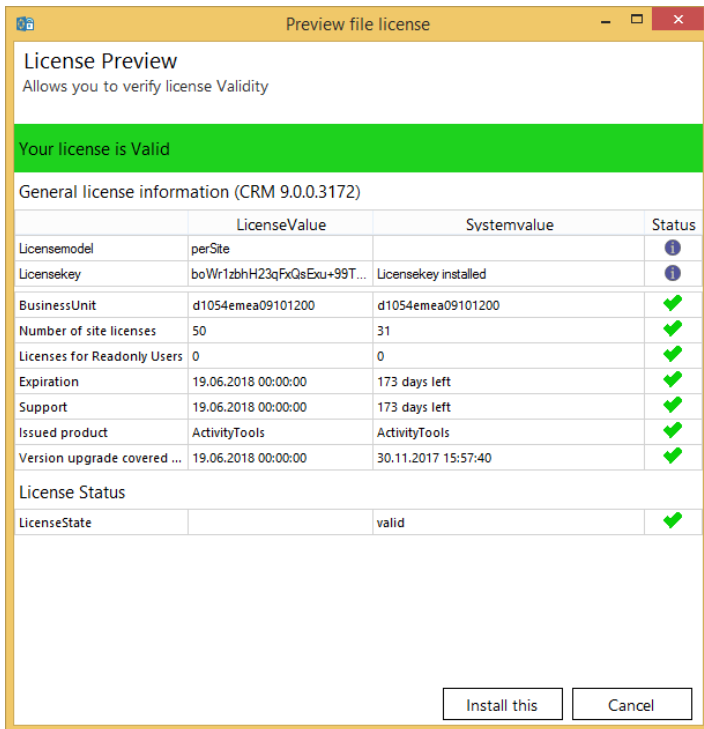 Preview file license
License Preview
Allows you to verify license Validity
Your license is Valid
General license information (CRM 9.0.0.3172)
LicenseValue Systemvalue Status
Licensemodel perSite
Licensekey boWr1zbhH23qFxQsExu+99T... Licensekey installed
BusinessUnit d1054emea09101200 d1054emea09101200
Number of site licenses 50 31
Licenses for Readonly Users 0 0
Expiration 19.06.2018 00:00:00 173 days left
Support 19.06.2018 00:00:00 173 days left
Issued product ActivityTools ActivityTools
Version upgrade covered ... 19.06.2018 00:00:00 30.11.2017 15:57:40
License Status
LicenseState valid
Install this Cancel